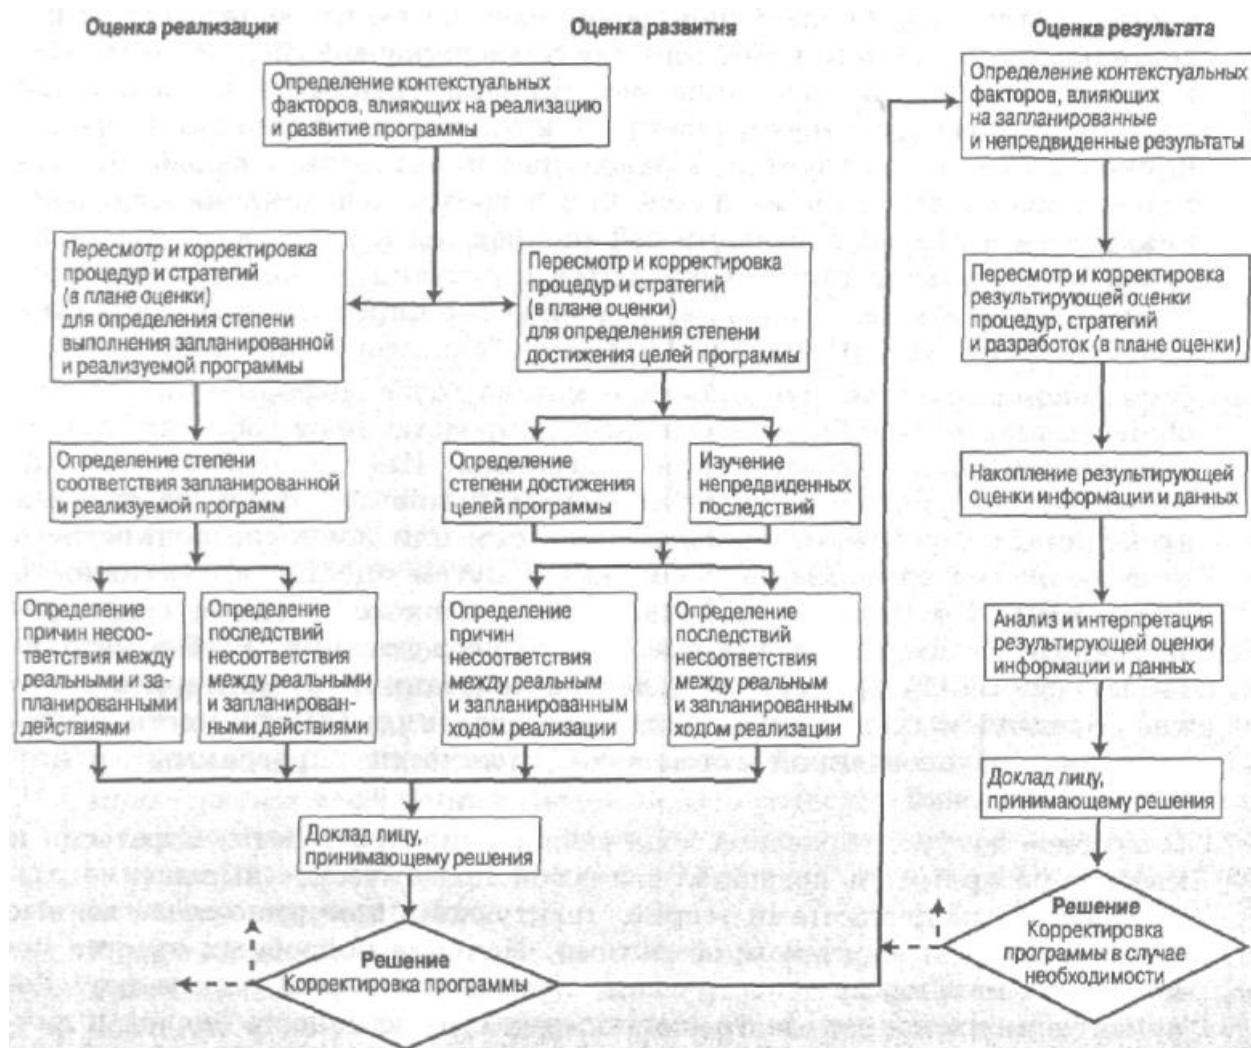 Оценка реализации
Оценка развития
Оценка результата
Определение контекстуальных
факторов, влияющих на реализацию
и развитие программы
Определение контекстуальных
факторов, влияющих
на запланированные
и непредвиденные результаты
Пересмотр и корректировка
процедур и стратегий
(в плане оценки)
для определения степени
выполнения запланированной
и реализуемой программы
Пересмотр и корректировка
процедур и стратегий
(в плане оценки)
для определения степени
достижения целей программы
Пересмотр и корректировка
результирующей оценки
процедур, стратегий
и разработок (в плане оценки)
Определение степени
соответствия запланированной
и реализуемой программ
Определение
степени достижения
целей программы
Изучение
непредвиденных
последствий
Накопление результирующей
оценки информации и данных
Определение
причин несоо-
тветствия между
реальными и за-
планированными
действиями
Определение
последствий
несоответствия
между реальными
и запланирован-
ными действиями
Определение
причин
несоответствия
между реальным
и запланированным
ходом реализации
Определение
последствий
несоответствия
между реальным
и запланированным
ходом реализации
Анализ и интерпретация
результирующей оценки
информации и данных
Доклад лицу,
принимающему решения
Доклад лицу,
принимающему решения
Решение
Корректировка программы
Решение
Корректировка
программы в случае
необходимости